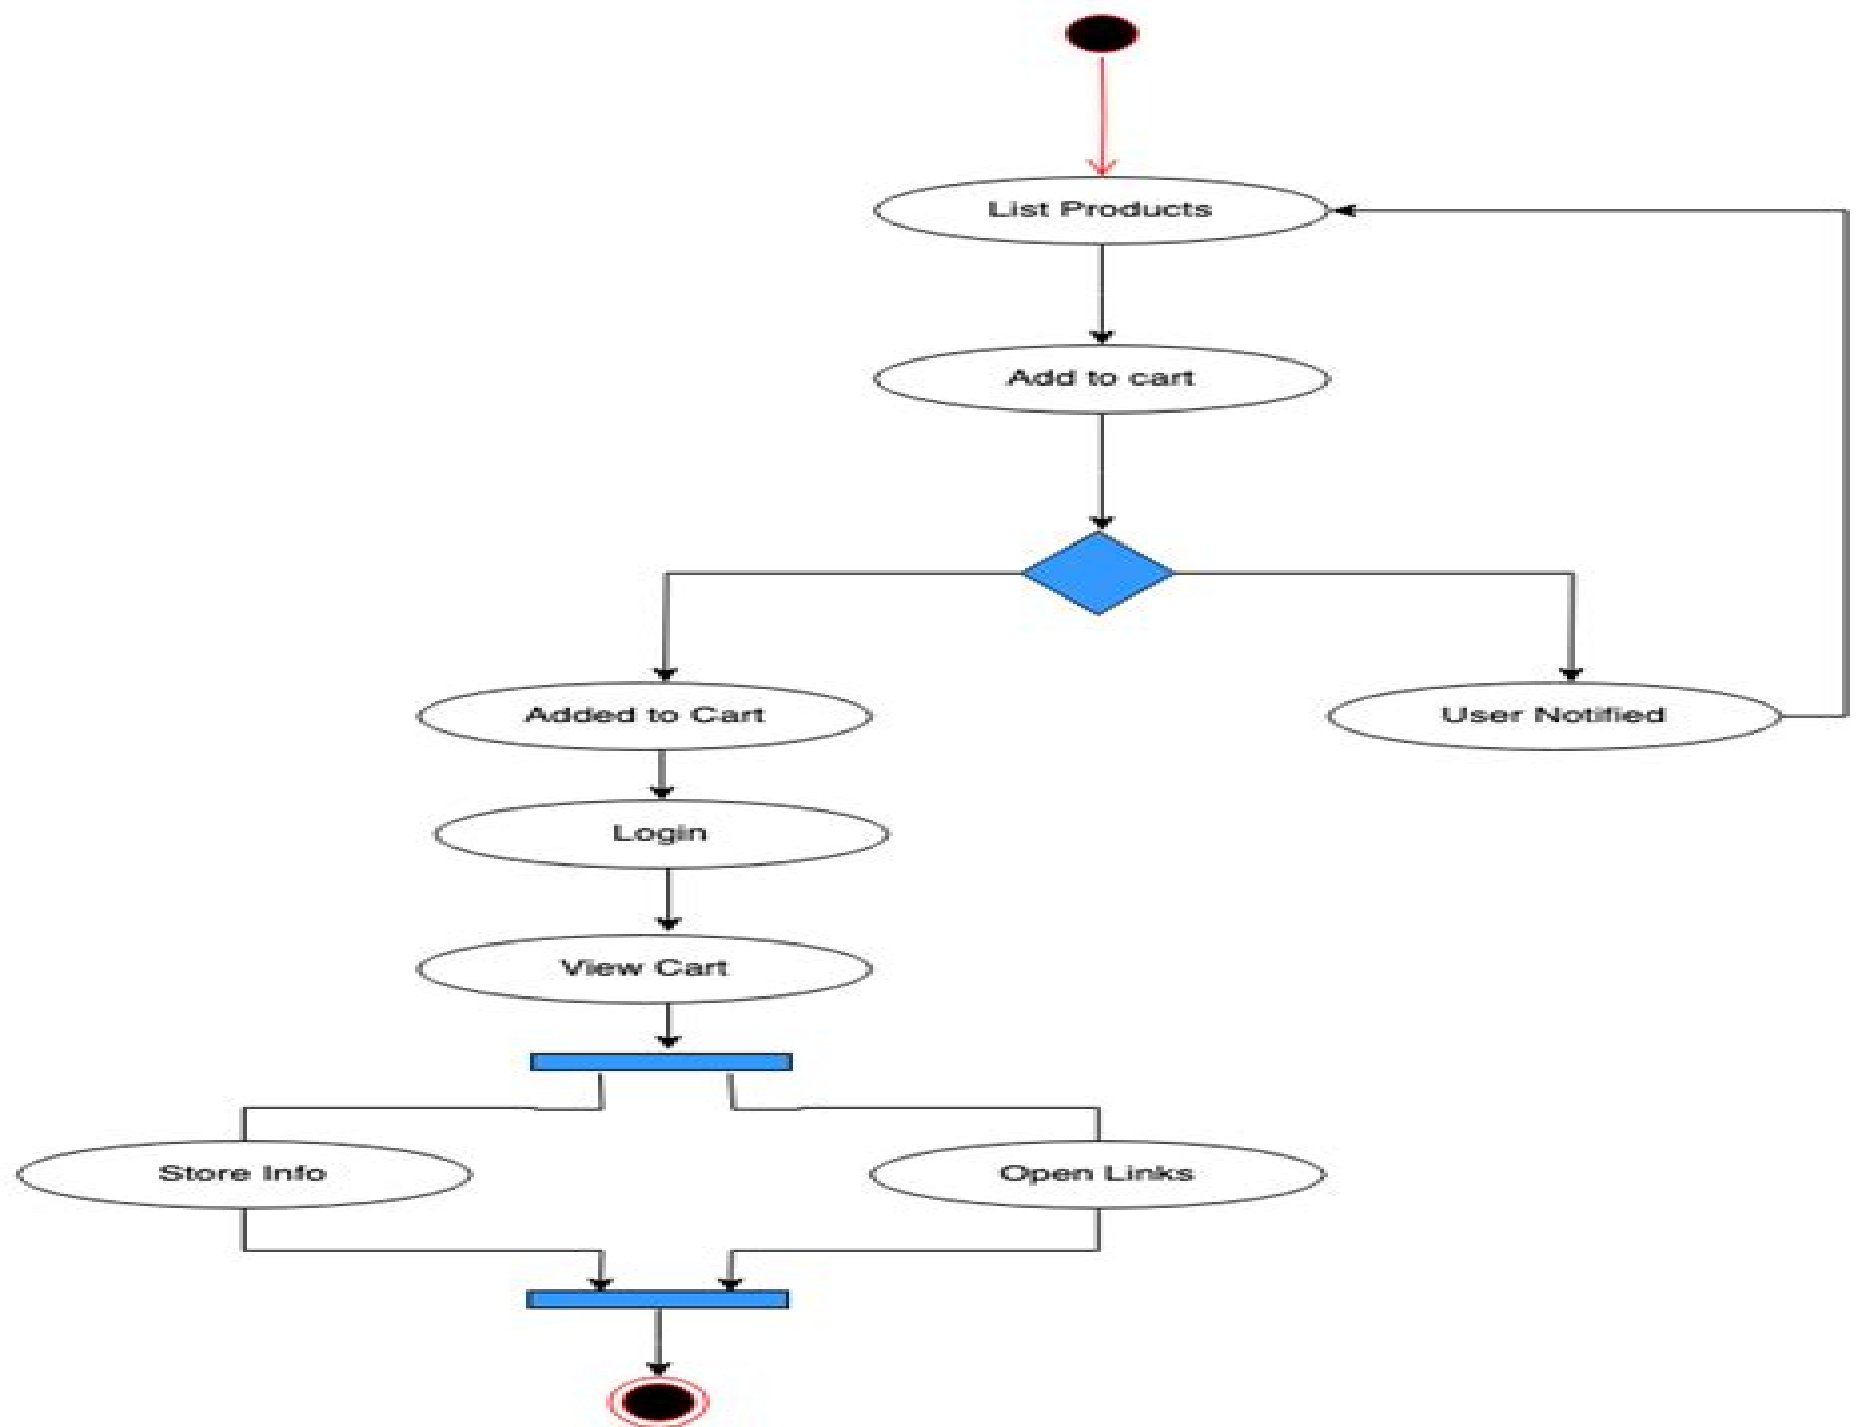 List Products
Add to cart
Added to Cart
User Notified
Login
View Cart
Store Info
Open Links